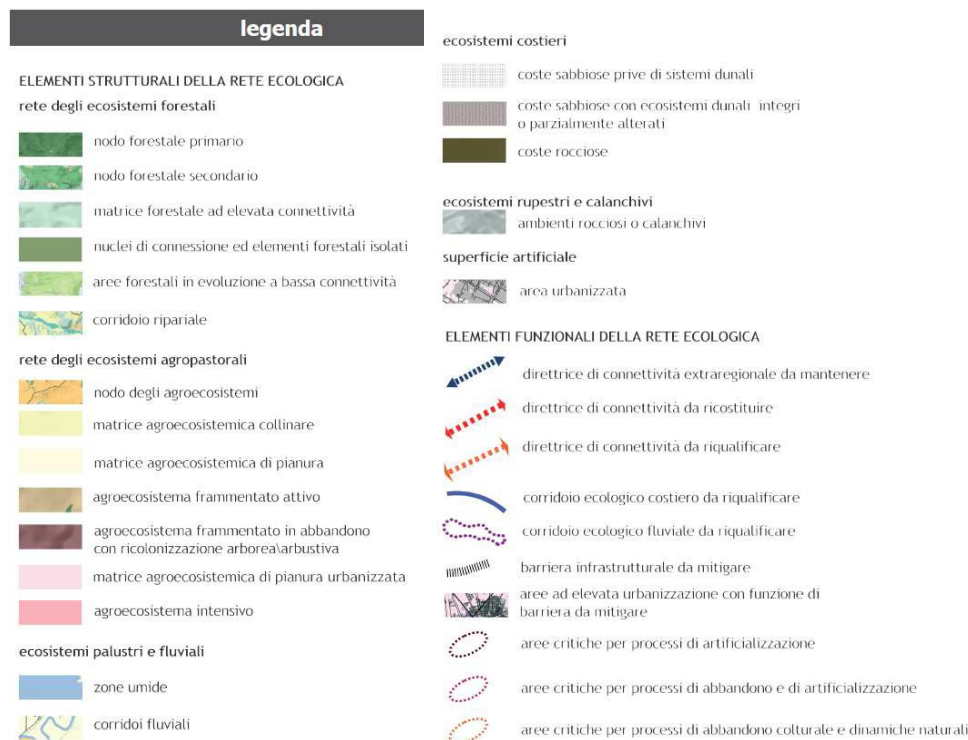 legenda
ELEMENTI STRUTTURALI DELLA RETE ECOLOGICA
rete degli ecosistemi forestali
nodo forestale primario
nodo forestale secondario
matrice forestale ad elevata connettività
nuclei di connessione ed elementi forestali isolati
aree forestali in evoluzione a bassa connettività
corridoio ripariale
rete degli ecosistemi agropastorali
nodo degli agroecosistemi
matrice agroecosistemica collinare
matrice agroecosistemica di pianura
agroecosistema frammentato attivo
agroecosistema frammentato in abbandono
con ricolonizzazione arborea\arbustiva
matrice agroecosistemica di pianura urbanizzata
agroecosistema intensivo
ecosistemi palustri e fluviali
zone umide
corridoi fluviali
ecosistemi costieri
coste sabbiose prive di sistemi dunali
coste sabbiose con ecosistemi dunali integri
o parzialmente alterati
coste rocciose
ecosistemi rupestri e calanchivi
ambienti rocciosi o calanchivi
superficie artificiale
area urbanizzata
ELEMENTI FUNZIONALI DELLA RETE ECOLOGICA
direttrice di connettività extraregionale da mantenere
direttrice di connettività da ricostituire
direttrice di connettività da riqualificare
corridoio ecologico costiero da riqualificare
corridoio ecologico fluviale da riqualificare
barriera infrastrutturale da mitigare
aree ad elevata urbanizzazione con funzione di
barriera da mitigare
aree critiche per processi di artificializzazione
aree critiche per processi di abbandono e di artificializzazione
aree critiche per processi di abbandono colturale e dinamiche naturali